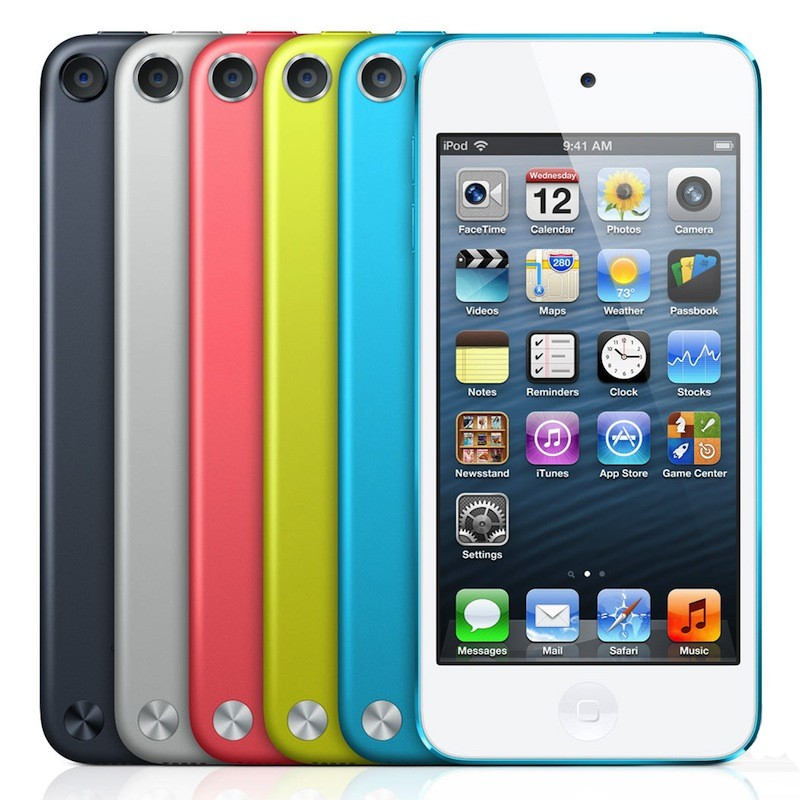 iPod 9:41 AM
Wednesday
12
FaceTime Calendar Photos Camera
280
73°
Videos Maps Weather Passbook
Notes Reminders Clock Stocks
Newsstand iTunes App Store Game Center
Settings
Messages Mail Safari Music